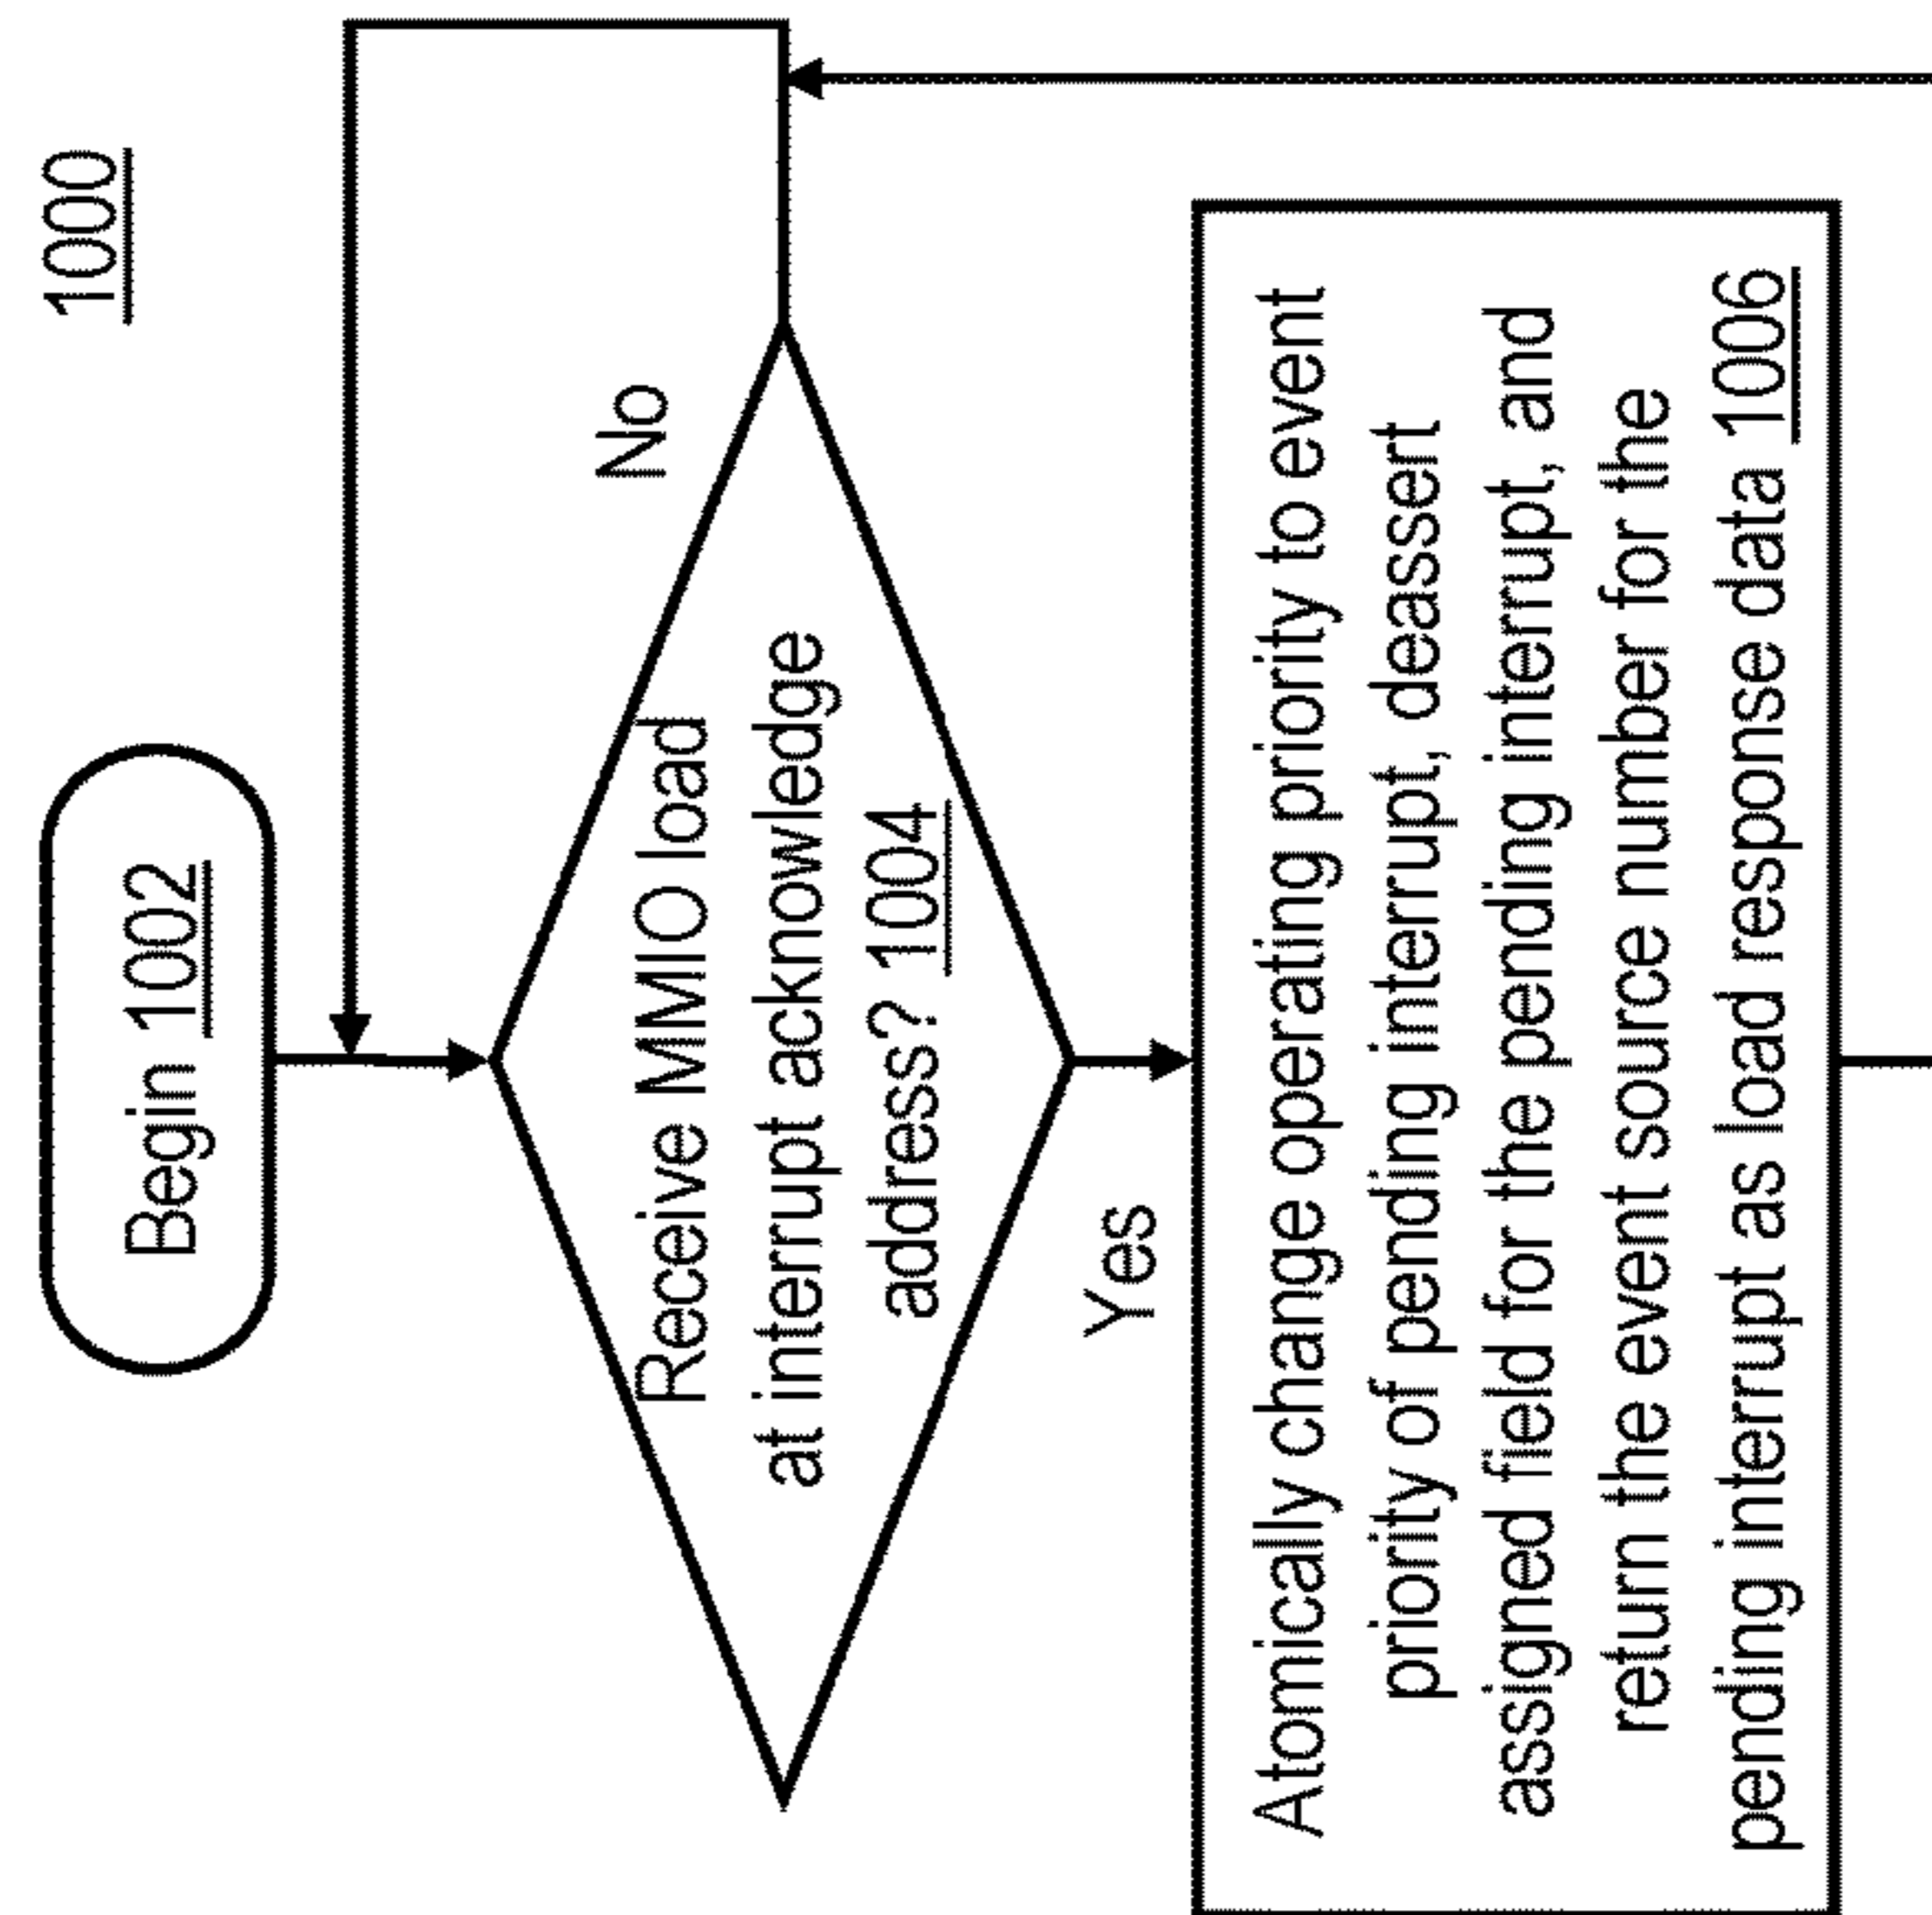 1000
Begin 1002
Receive MMIO load
at interrupt acknowledge
address? 1004
No
Yes
Atomically change operating priority to event
priority of pending interrupt, deassert
assigned field for the pending interrupt, and
return the event source number for the
pending interrupt as load response data 1006